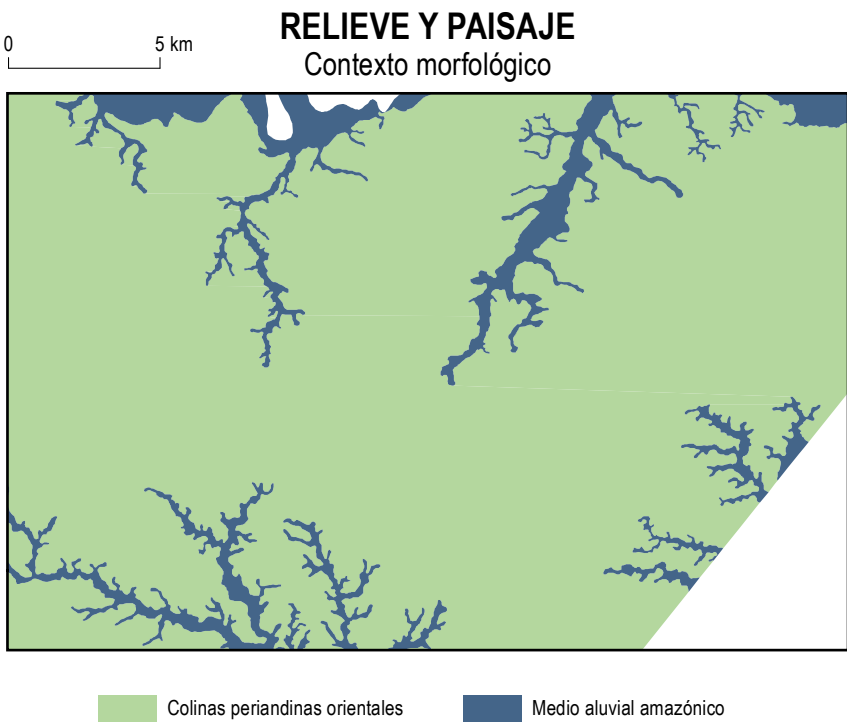 RELIEVE Y PAISAJE
Contexto morfológico
0 5 km
Colinas periandinas orientales
Medio aluvial amazónico